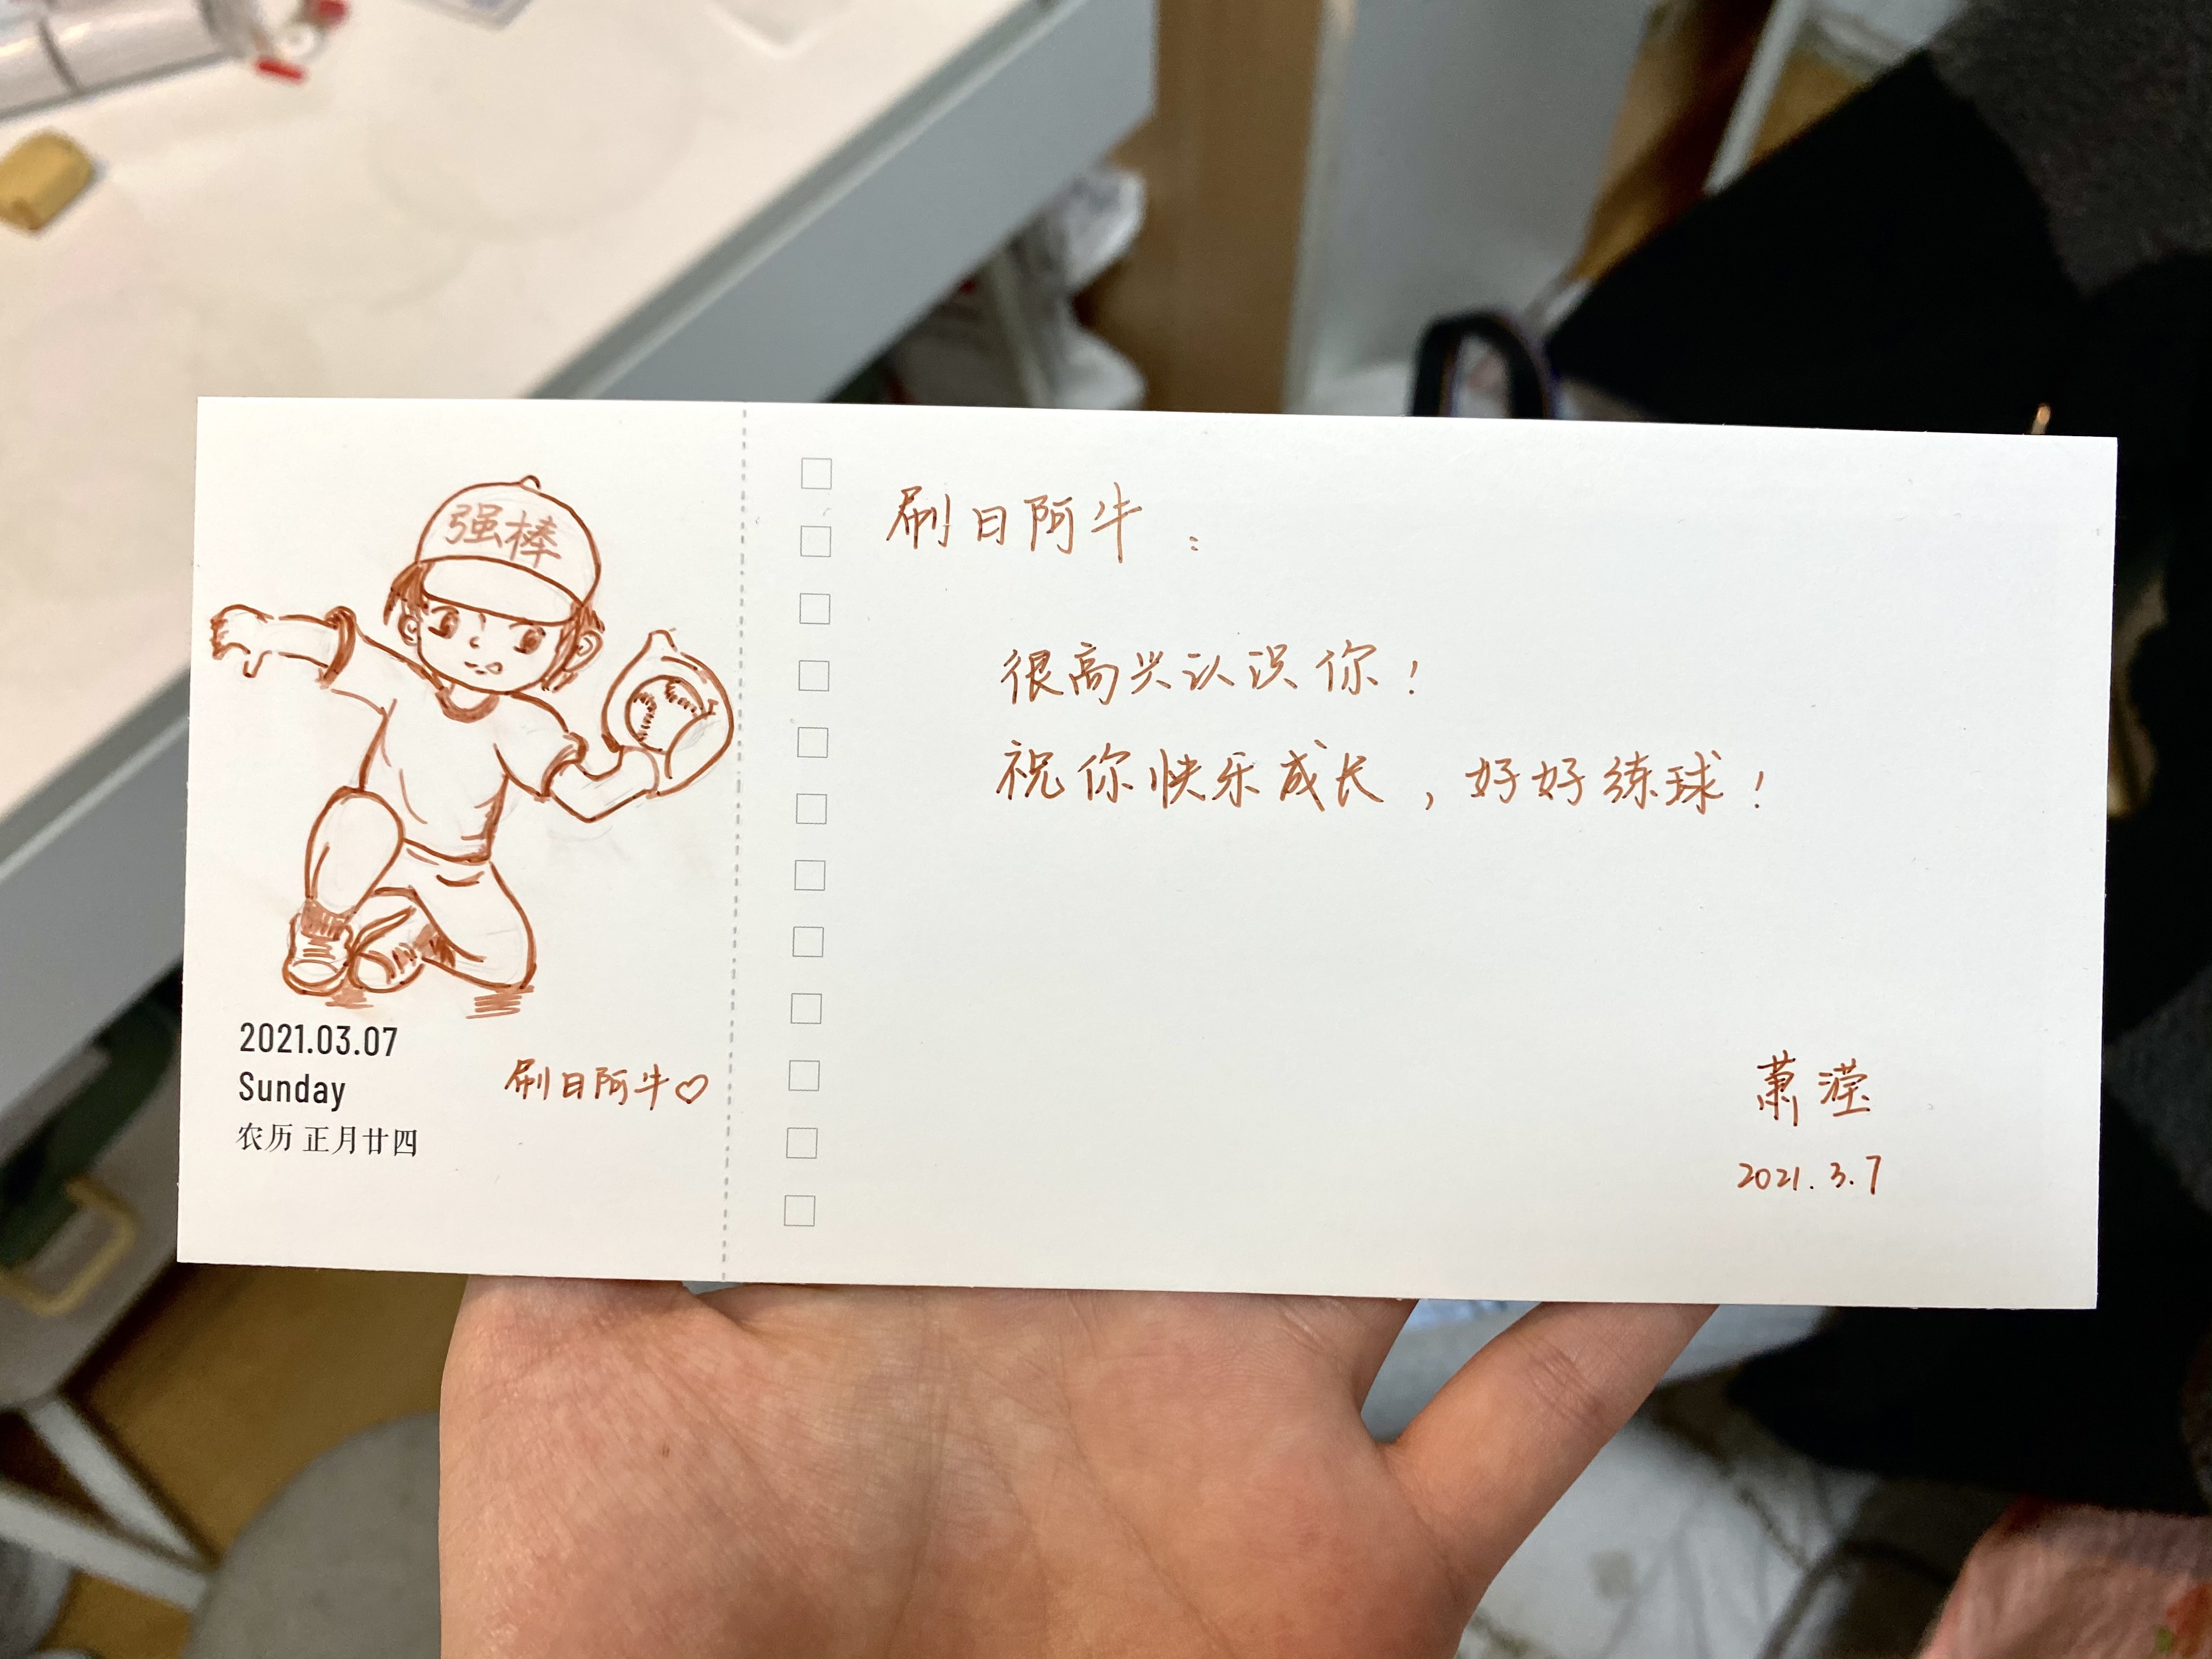 强棒
2021.03.07
Sunday
农历 正月廿四
刷日阿牛♡
刷日阿牛：
很高兴认识你！
祝你快乐成长，好好练球！
萧滢
2021.3.7